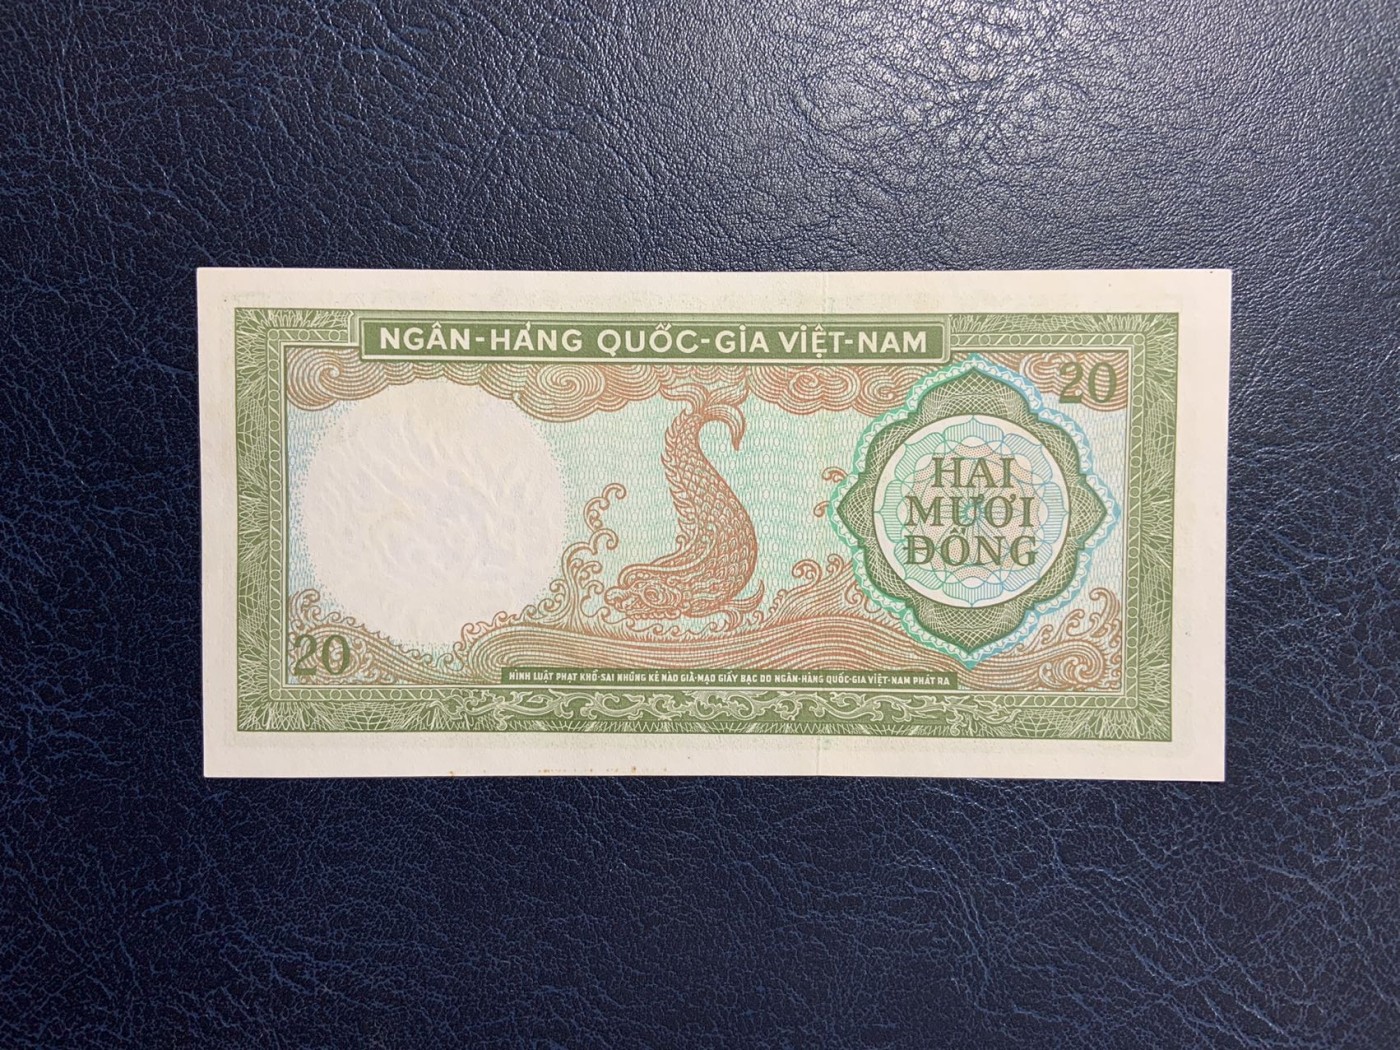 NGÂN-HÀNG QUỐC-GIA VIỆT-NAM
20
HAI
MƯƠI
ĐỒNG
20
HÌNH LUẬT PHẠT KHỔ-SAI NHỮNG KẺ NÀO GIẢ-MẠO GIẤY BẠC DO NGÂN-HÀNG QUỐC-GIA VIỆT-NAM PHÁT RA